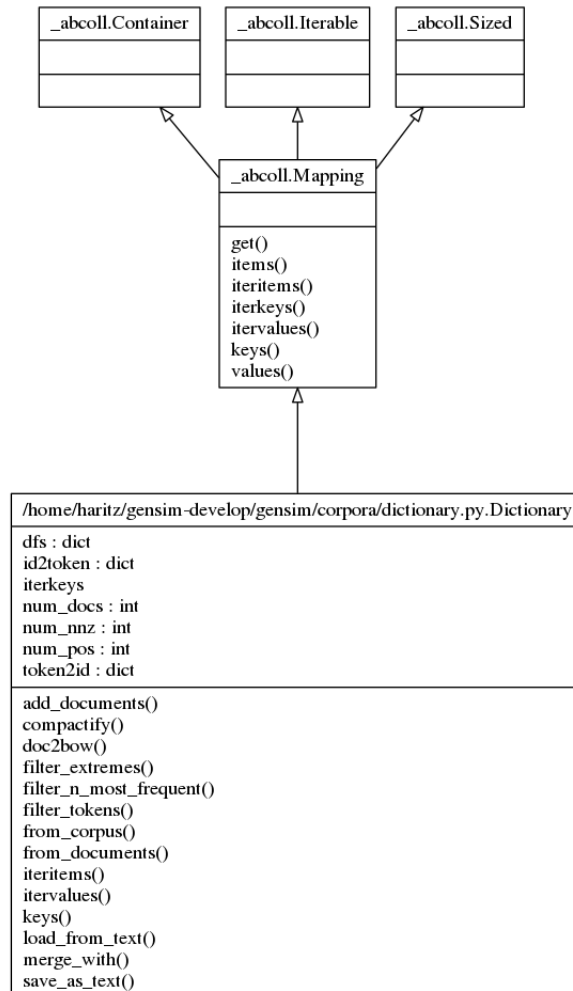 _abcoll.Container
_abcoll.Iterable
_abcoll.Sized
_abcoll.Mapping
get()
items()
iteritems()
iterkeys()
itervalues()
keys()
values()
/home/haritz/gensim-develop/gensim/corpora/dictionary.py.Dictionary
dfs : dict
id2token : dict
iterkeys
num_docs : int
num_nnz : int
num_pos : int
token2id : dict
add_documents()
compactify()
doc2bow()
filter_extremes()
filter_n_most_frequent()
filter_tokens()
from_corpus()
from_documents()
iteritems()
itervalues()
keys()
load_from_text()
merge_with()
save_as_text()